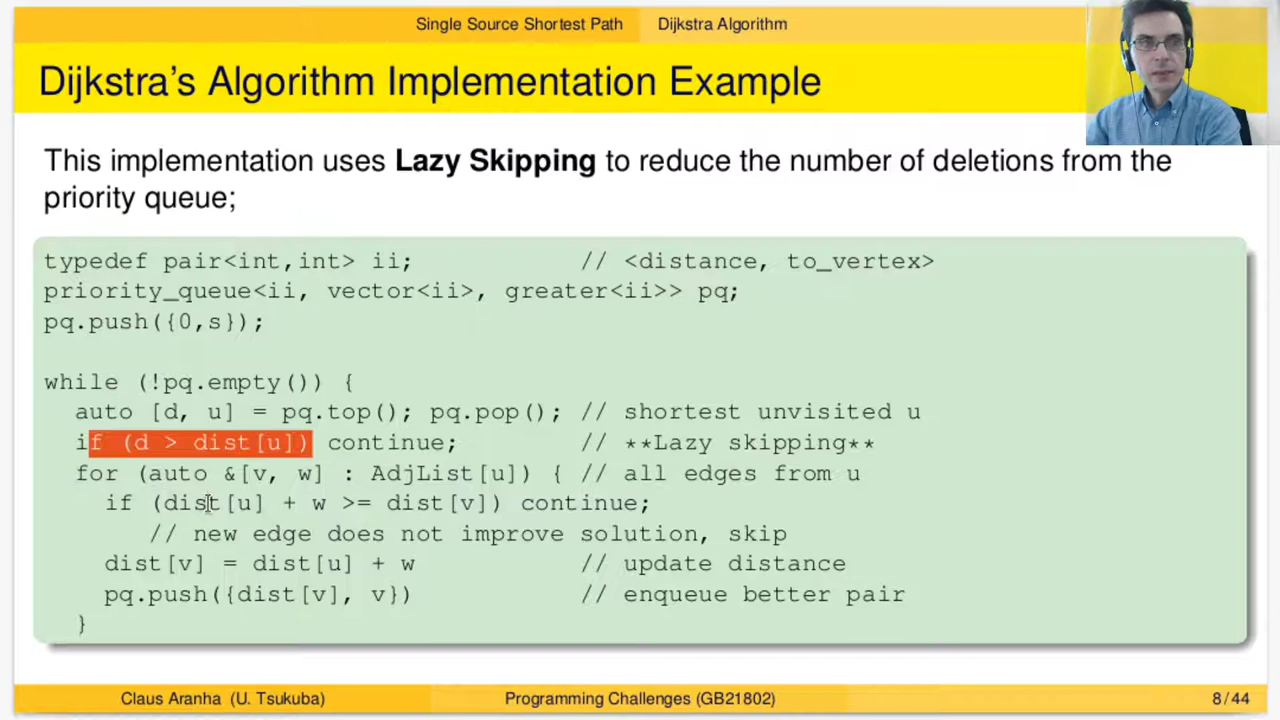 Single Source Shortest Path Dijkstra Algorithm
Dijkstra's Algorithm Implementation Example
This implementation uses Lazy Skipping to reduce the number of deletions from the
priority queue;
typedef pair<int,int> ii; // <distance, to_vertex>
priority_queue<ii, vector<ii>, greater<ii>> pq;
pq.push({0,s});
while (!pq.empty()) {
auto [d, u] = pq.top(); pq.pop(); // shortest unvisited u
if (d > dist[u]) continue; // **Lazy skipping**
for (auto &[v, w] : AdjList[u]) { // all edges from u
if (dist[u] + w >= dist[v]) continue;
// new edge does not improve solution, skip
dist[v] = dist[u] + w // update distance
pq.push({dist[v], v}) // enqueue better pair
}
Claus Aranha (U. Tsukuba) Programming Challenges (GB21802) 8 / 44